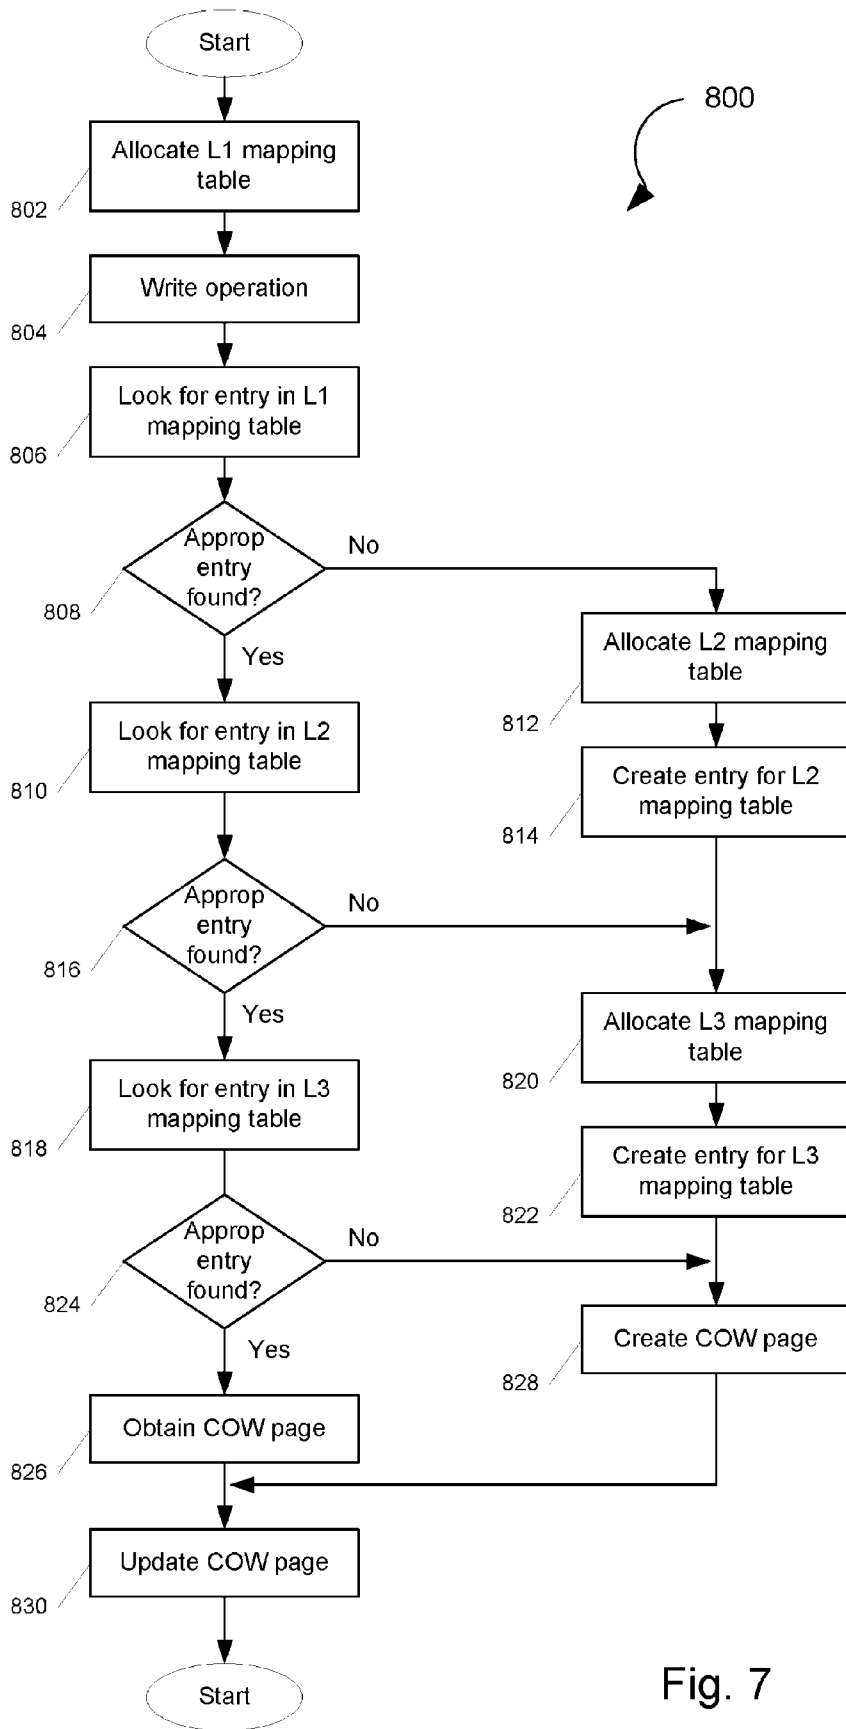 Start
800
Allocate L1 mapping
table
802
Write operation
804
Look for entry in L1
mapping table
806
Approp
entry
found?
No
808
Yes
Allocate L2 mapping
table
812
Look for entry in L2
mapping table
810
Create entry for L2
mapping table
814
Approp
entry
found?
No
816
Yes
Allocate L3 mapping
table
820
Look for entry in L3
mapping table
818
Create entry for L3
mapping table
822
Approp
entry
found?
No
824
Yes
Create COW page
828
Obtain COW page
826
Update COW page
830
Start
Fig. 7